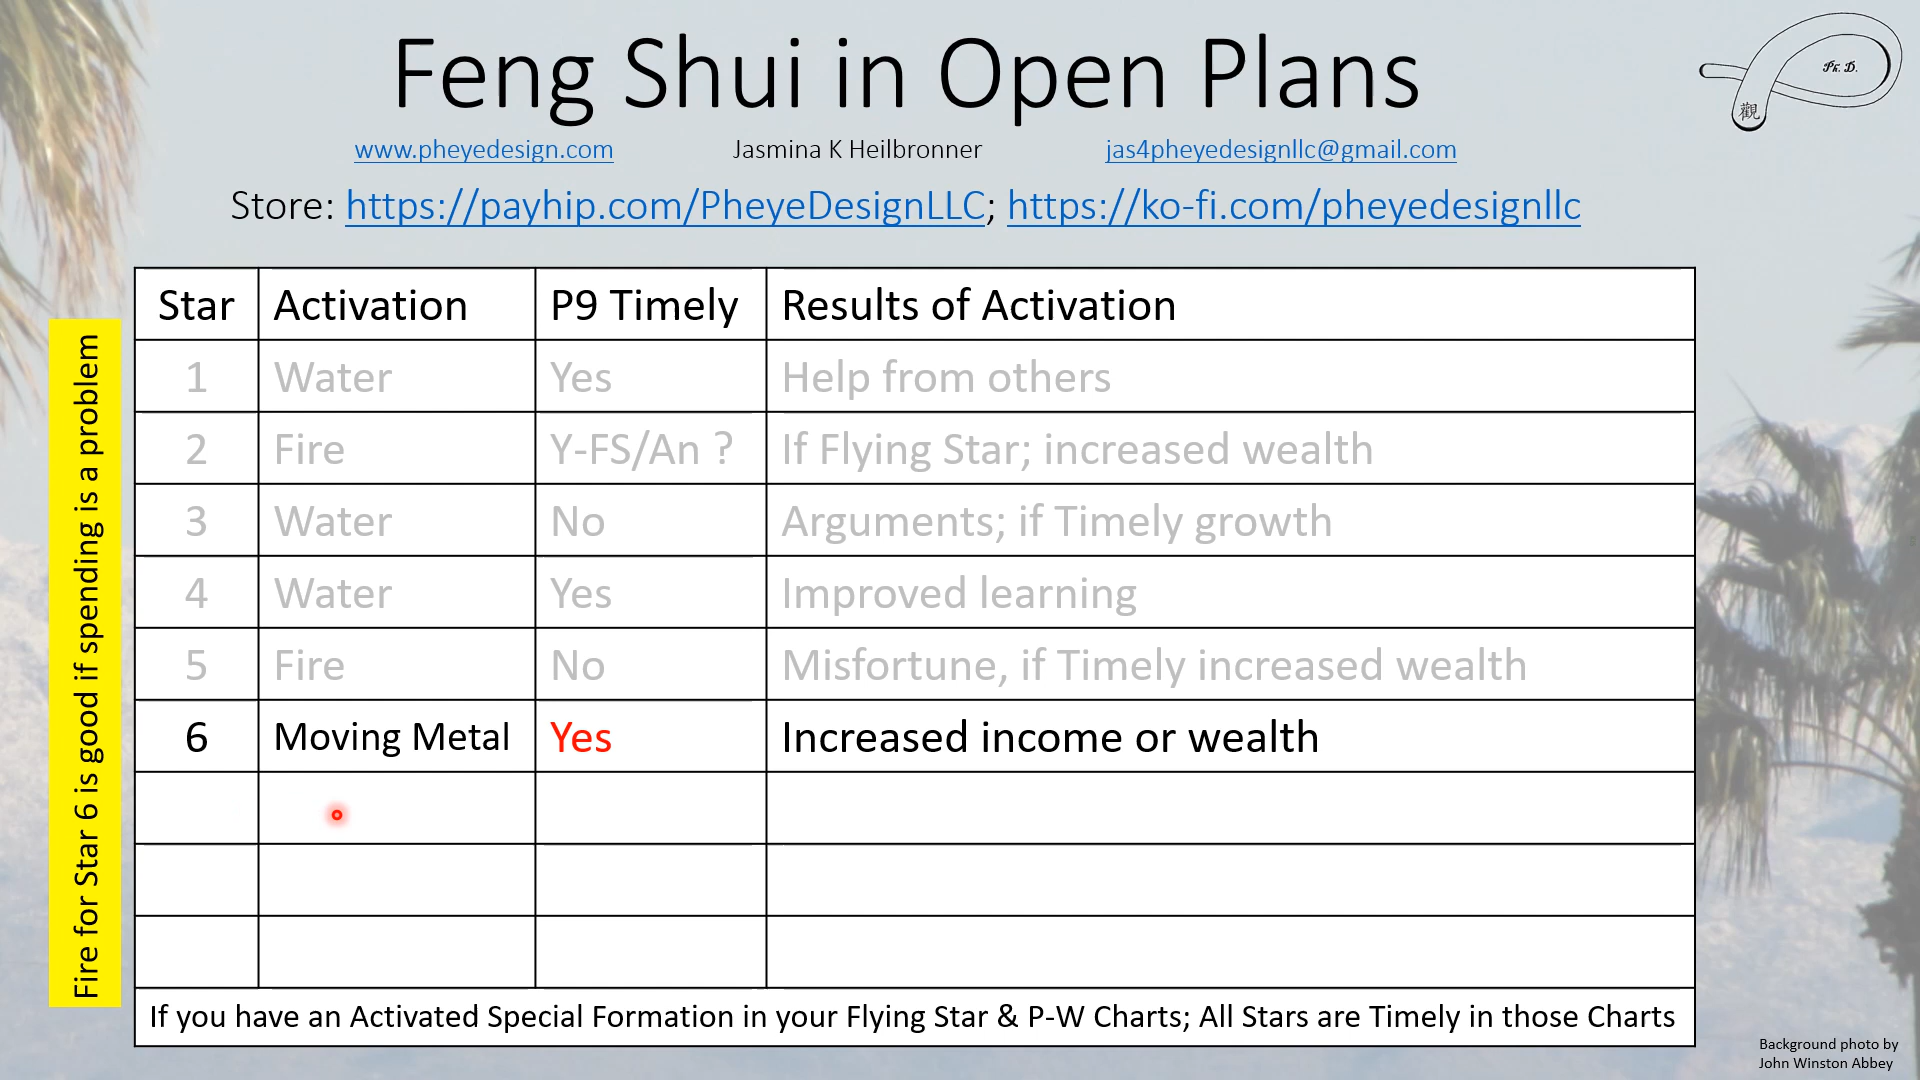 Feng Shui in Open Plans
Ph. D.
觀
www.pheyedesign.com Jasmina K Heilbronner jas4pheyedesignllc@gmail.com
Store: https://payhip.com/PheyeDesignLLC; https://ko-fi.com/pheyedesignllc
Fire for Star 6 is good if spending is a problem
Star Activation P9 Timely Results of Activation
1 Water Yes Help from others
2 Fire Y-FS/An ? If Flying Star; increased wealth
3 Water No Arguments; if Timely growth
4 Water Yes Improved learning
5 Fire No Misfortune, if Timely increased wealth
6 Moving Metal Yes Increased income or wealth
If you have an Activated Special Formation in your Flying Star & P-W Charts; All Stars are Timely in those Charts
Background photo by
John Winston Abbey